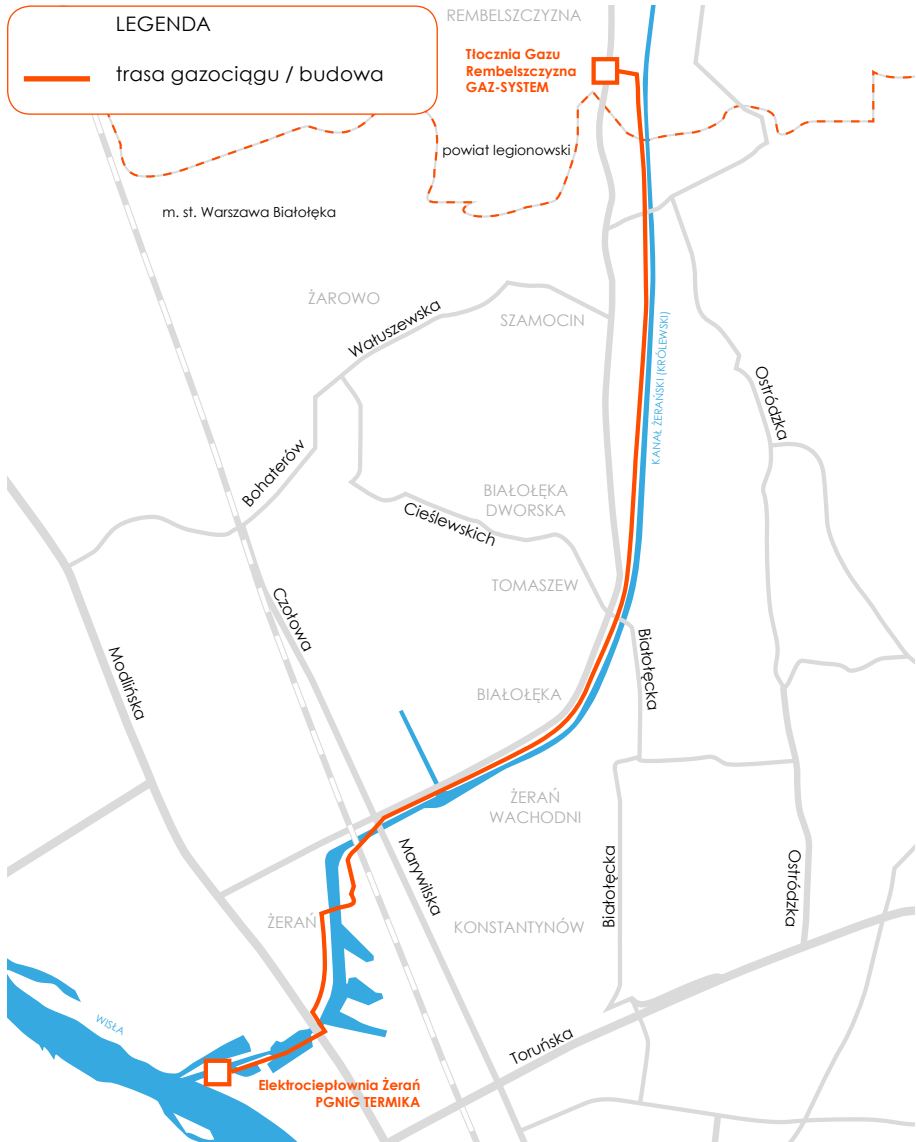 LEGENDA
trasa gazociągu / budowa
REMBELSZCZYZNA
Tłocznia Gazu
Rembelszczyzna
GAZ-SYSTEM
powiat legionowski
m. st. Warszawa Białołęka
ŻAROWO
Wałuszewska
SZAMOCIN
KANAŁ ŻERAŃSKI (KRÓLEWSKI)
Ostródzka
Bohaterów
BIAŁOŁĘKA
DWORSKA
Cieślewskich
TOMASZEW
Czołowa
Modlińska
Białołęcka
BIAŁOŁĘKA
ŻERAŃ
WACHODNI
Marywilska
Białołęcka
Ostródzka
ŻERAŃ
KONSTANTYNÓW
WISŁA
Toruńska
Elektrociepłownia Żerań
PGNiG TERMIKA